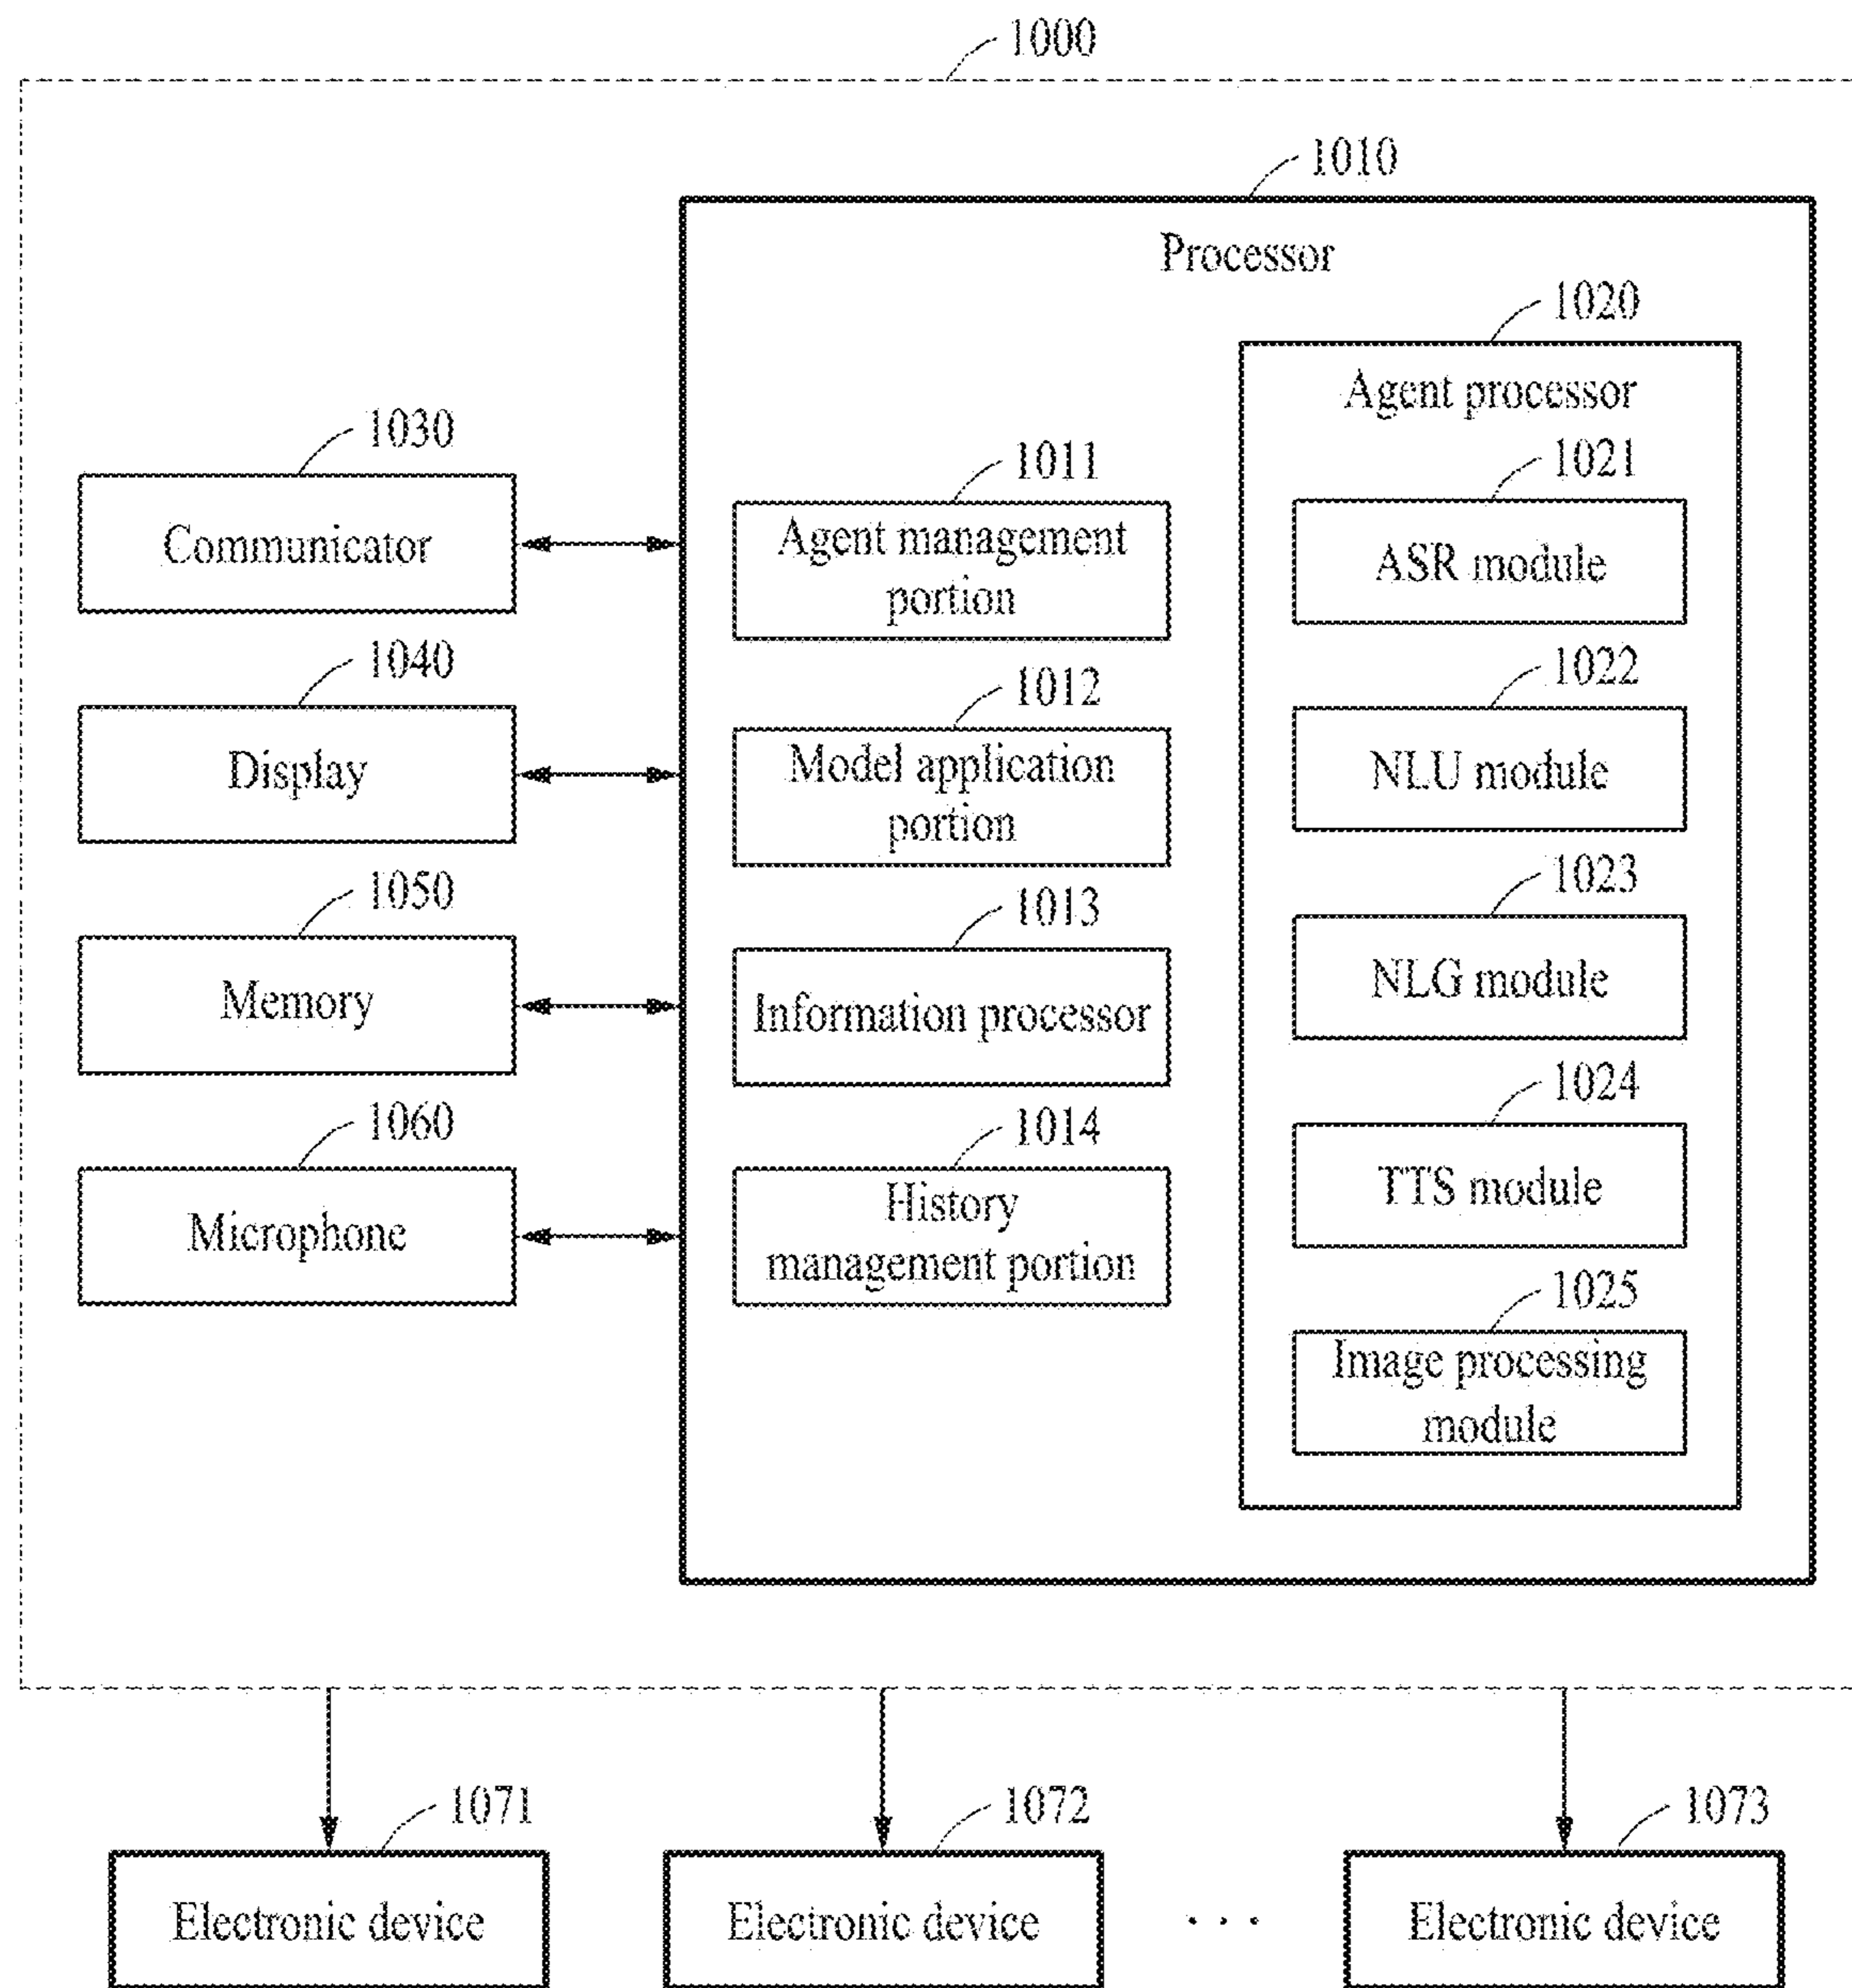 1000
1010
Processor
1020
Agent processor
1030
Communicator
1011
Agent management
portion
1021
ASR module
1040
Display
1012
Model application
portion
1022
NLU module
1050
Memory
1013
Information processor
1023
NLG module
1060
Microphone
1014
History
management portion
1024
TTS module
1025
Image processing
module
1071
Electronic device
1072
Electronic device
· · ·
1073
Electronic device